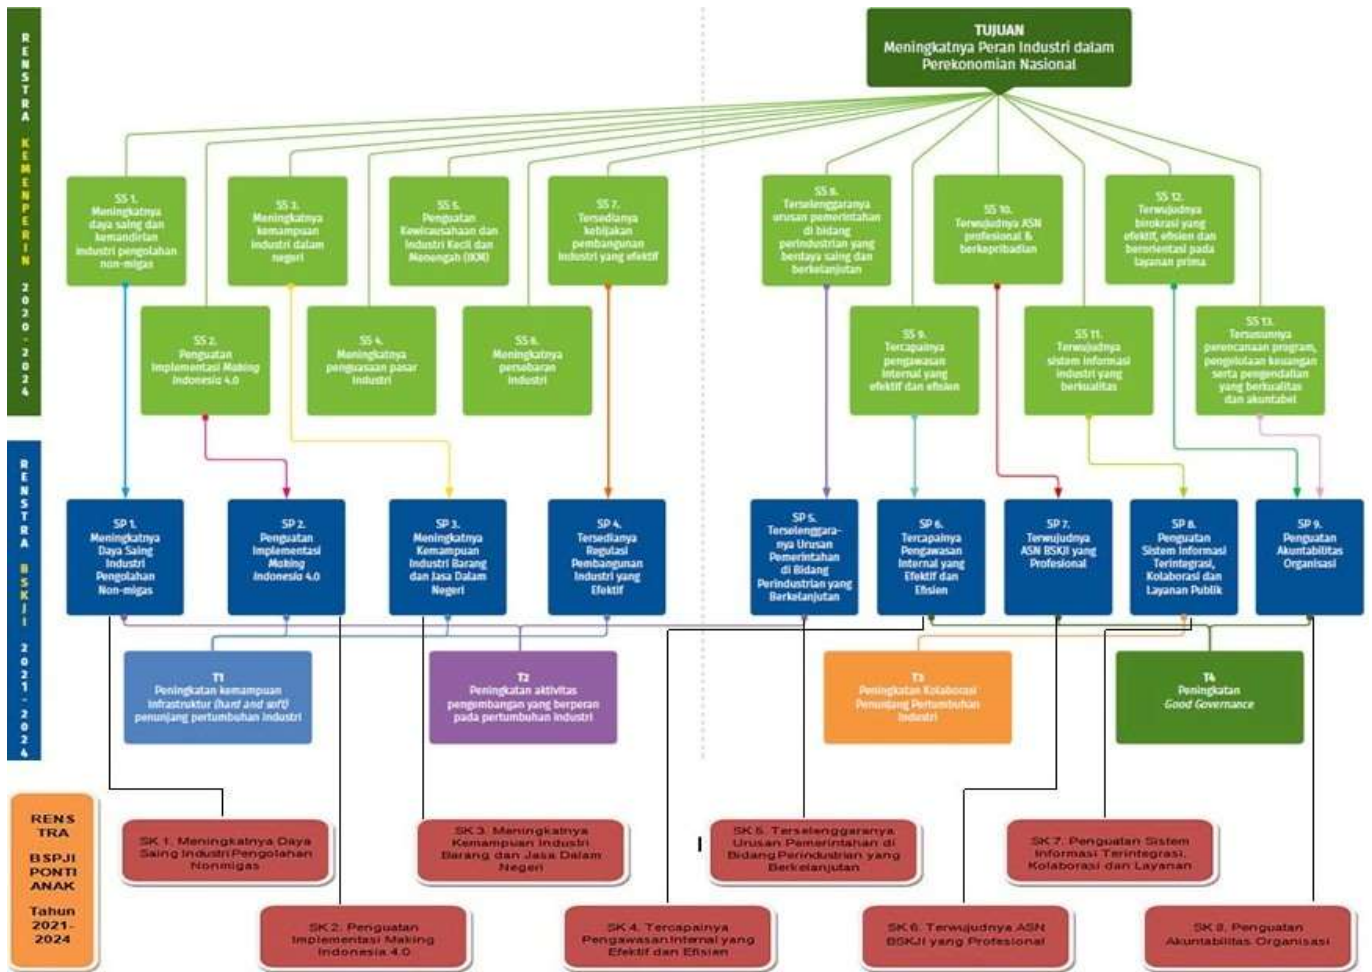 TUJUAN
Meningkatnya Peran Industri dalam
Perekonomian Nasional
RENSTRA KEMENPERIN 2020-2024
SS 1.
Meningkatnya
daya saing dan
kemandirian
industri pengolahan
non-migas
SS 3.
Meningkatnya
kemampuan
industri dalam
negeri
SS 5.
Penguatan
Kewirausahaan dan
Industri Kecil dan
Menengah (IKM)
SS 7.
Tersedianya
kebijakan
pembangunan
industri yang efektif
SS 8.
Terselenggaranya
urusan pemerintahan
di bidang
perindustrian yang
berdaya saing dan
berkelanjutan
SS 10.
Terwujudnya ASN
profesional &
berkepribadian
SS 12.
Terwujudnya
birokrasi yang
efektif, efisien dan
berorientasi pada
layanan prima
SS 2.
Penguatan
Implementasi Making
Indonesia 4.0
SS 4.
Meningkatnya
penguasaan pasar
industri
SS 6.
Meningkatnya
persebaran
industri
SS 9.
Tercapainya
pengawasan
internal yang
efektif dan efisien
SS 11.
Terwujudnya
sistem informasi
industri yang
berkualitas
SS 13.
Tersusunnya
perencanaan program,
pengelolaan keuangan
serta pengendalian
yang berkualitas
dan akuntabel
RENSTRA BSKJI 2021-2024
SP 1.
Meningkatnya
Daya Saing
Industri
Pengolahan
Non-migas
SP 2.
Penguatan
Implementasi
Making
Indonesia 4.0
SP 3.
Meningkatnya
Kemampuan
Industri Barang
dan Jasa Dalam
Negeri
SP 4.
Tersedianya
Regulasi
Pembangunan
Industri yang
Efektif
SP 5.
Terselenggara-
nya Urusan
Pemerintahan
di Bidang
Perindustrian yang
Berkelanjutan
SP 6.
Tercapainya
Pengawasan
Internal yang
Efektif dan
Efisien
SP 7.
Terwujudnya
ASN BSKJI yang
Profesional
SP 8.
Penguatan
Sistem Informasi
Terintegrasi,
Kolaborasi dan
Layanan Publik
SP 9.
Penguatan
Akuntabilitas
Organisasi
T1
Peningkatan kemampuan
infrastruktur (hard and soft)
penunjang pertumbuhan industri
T2
Peningkatan aktivitas
pengembangan yang berperan
pada pertumbuhan industri
T3
Peningkatan Kolaborasi
Penunjang Pertumbuhan
Industri
T4
Peningkatan
Good Governance
RENS
TRA
BSPJI
PONTI
ANAK
Tahun
2021-
2024
SK 1. Meningkatnya Daya
Saing Industri Pengolahan
Nonmigas
SK 3. Meningkatnya
Kemampuan Industri
Barang dan Jasa Dalam
Negeri
SK 5. Terselenggaranya
Urusan Pemerintahan di
Bidang Perindustrian yang
Berkelanjutan
SK 7. Penguatan Sistem
Informasi Terintegrasi,
Kolaborasi dan Layanan
SK 2. Penguatan
Implementasi Making
Indonesia 4.0
SK 4. Tercapainya
Pengawasan Internal yang
Efektif dan Efisien
SK 6. Terwujudnya ASN
BSKJI yang Profesional
SK 8. Penguatan
Akuntabilitas Organisasi